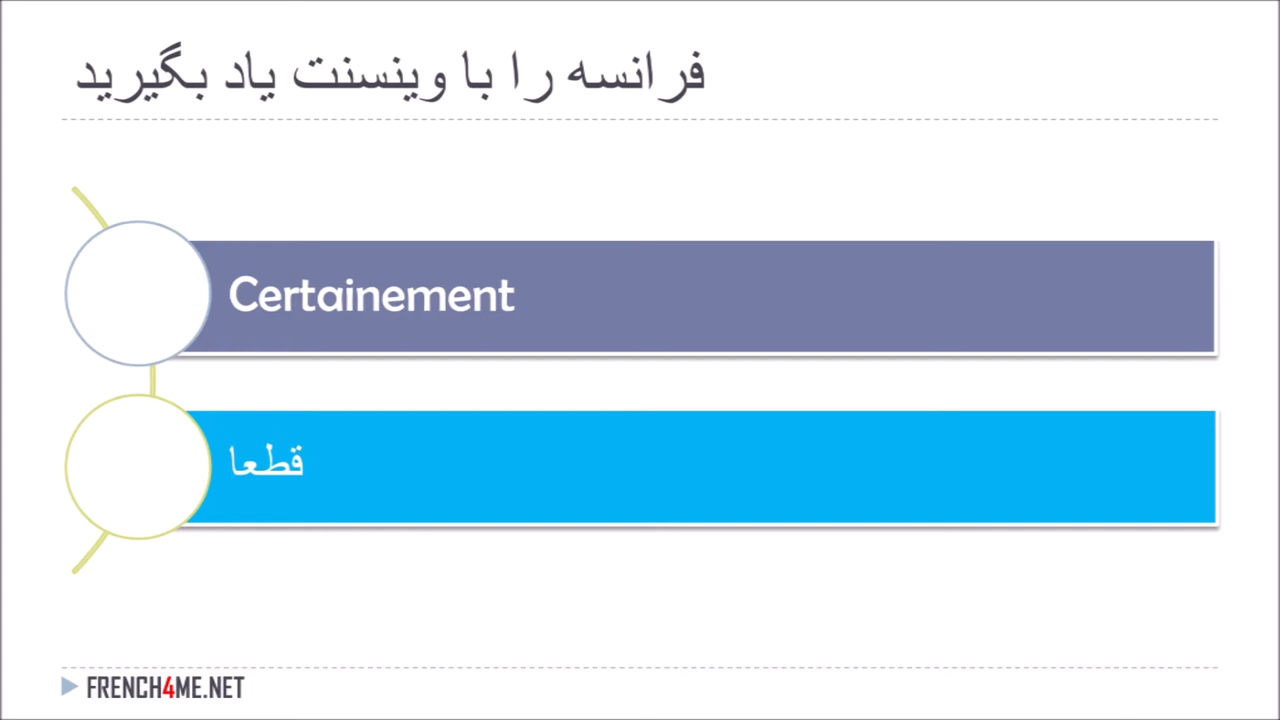 فرانسه را با وینسنت یاد بگیرید
Certainement
قطعا
FRENCH4ME.NET